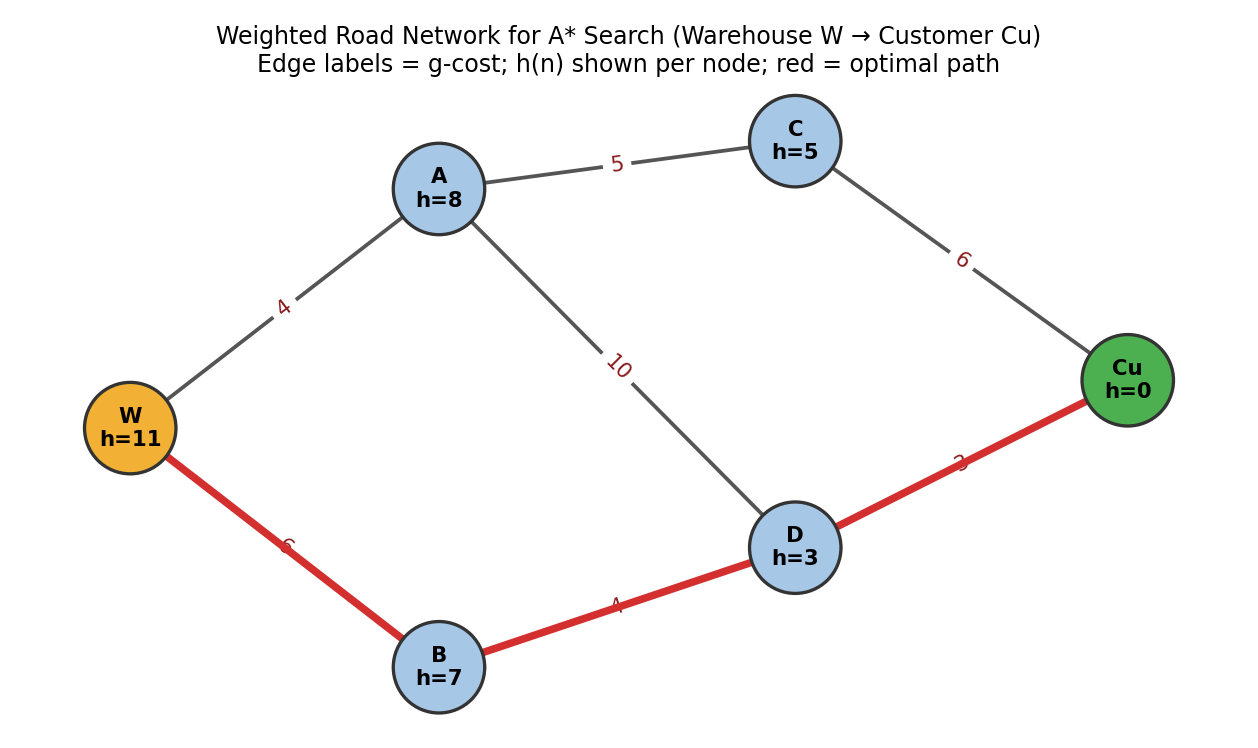 Weighted Road Network for A* Search (Warehouse W → Customer Cu)
Edge labels = g-cost; h(n) shown per node; red = optimal path
C
h=5
A
h=8
5
6
4
10
Cu
h=0
W
h=11
3
6
D
h=3
4
B
h=7